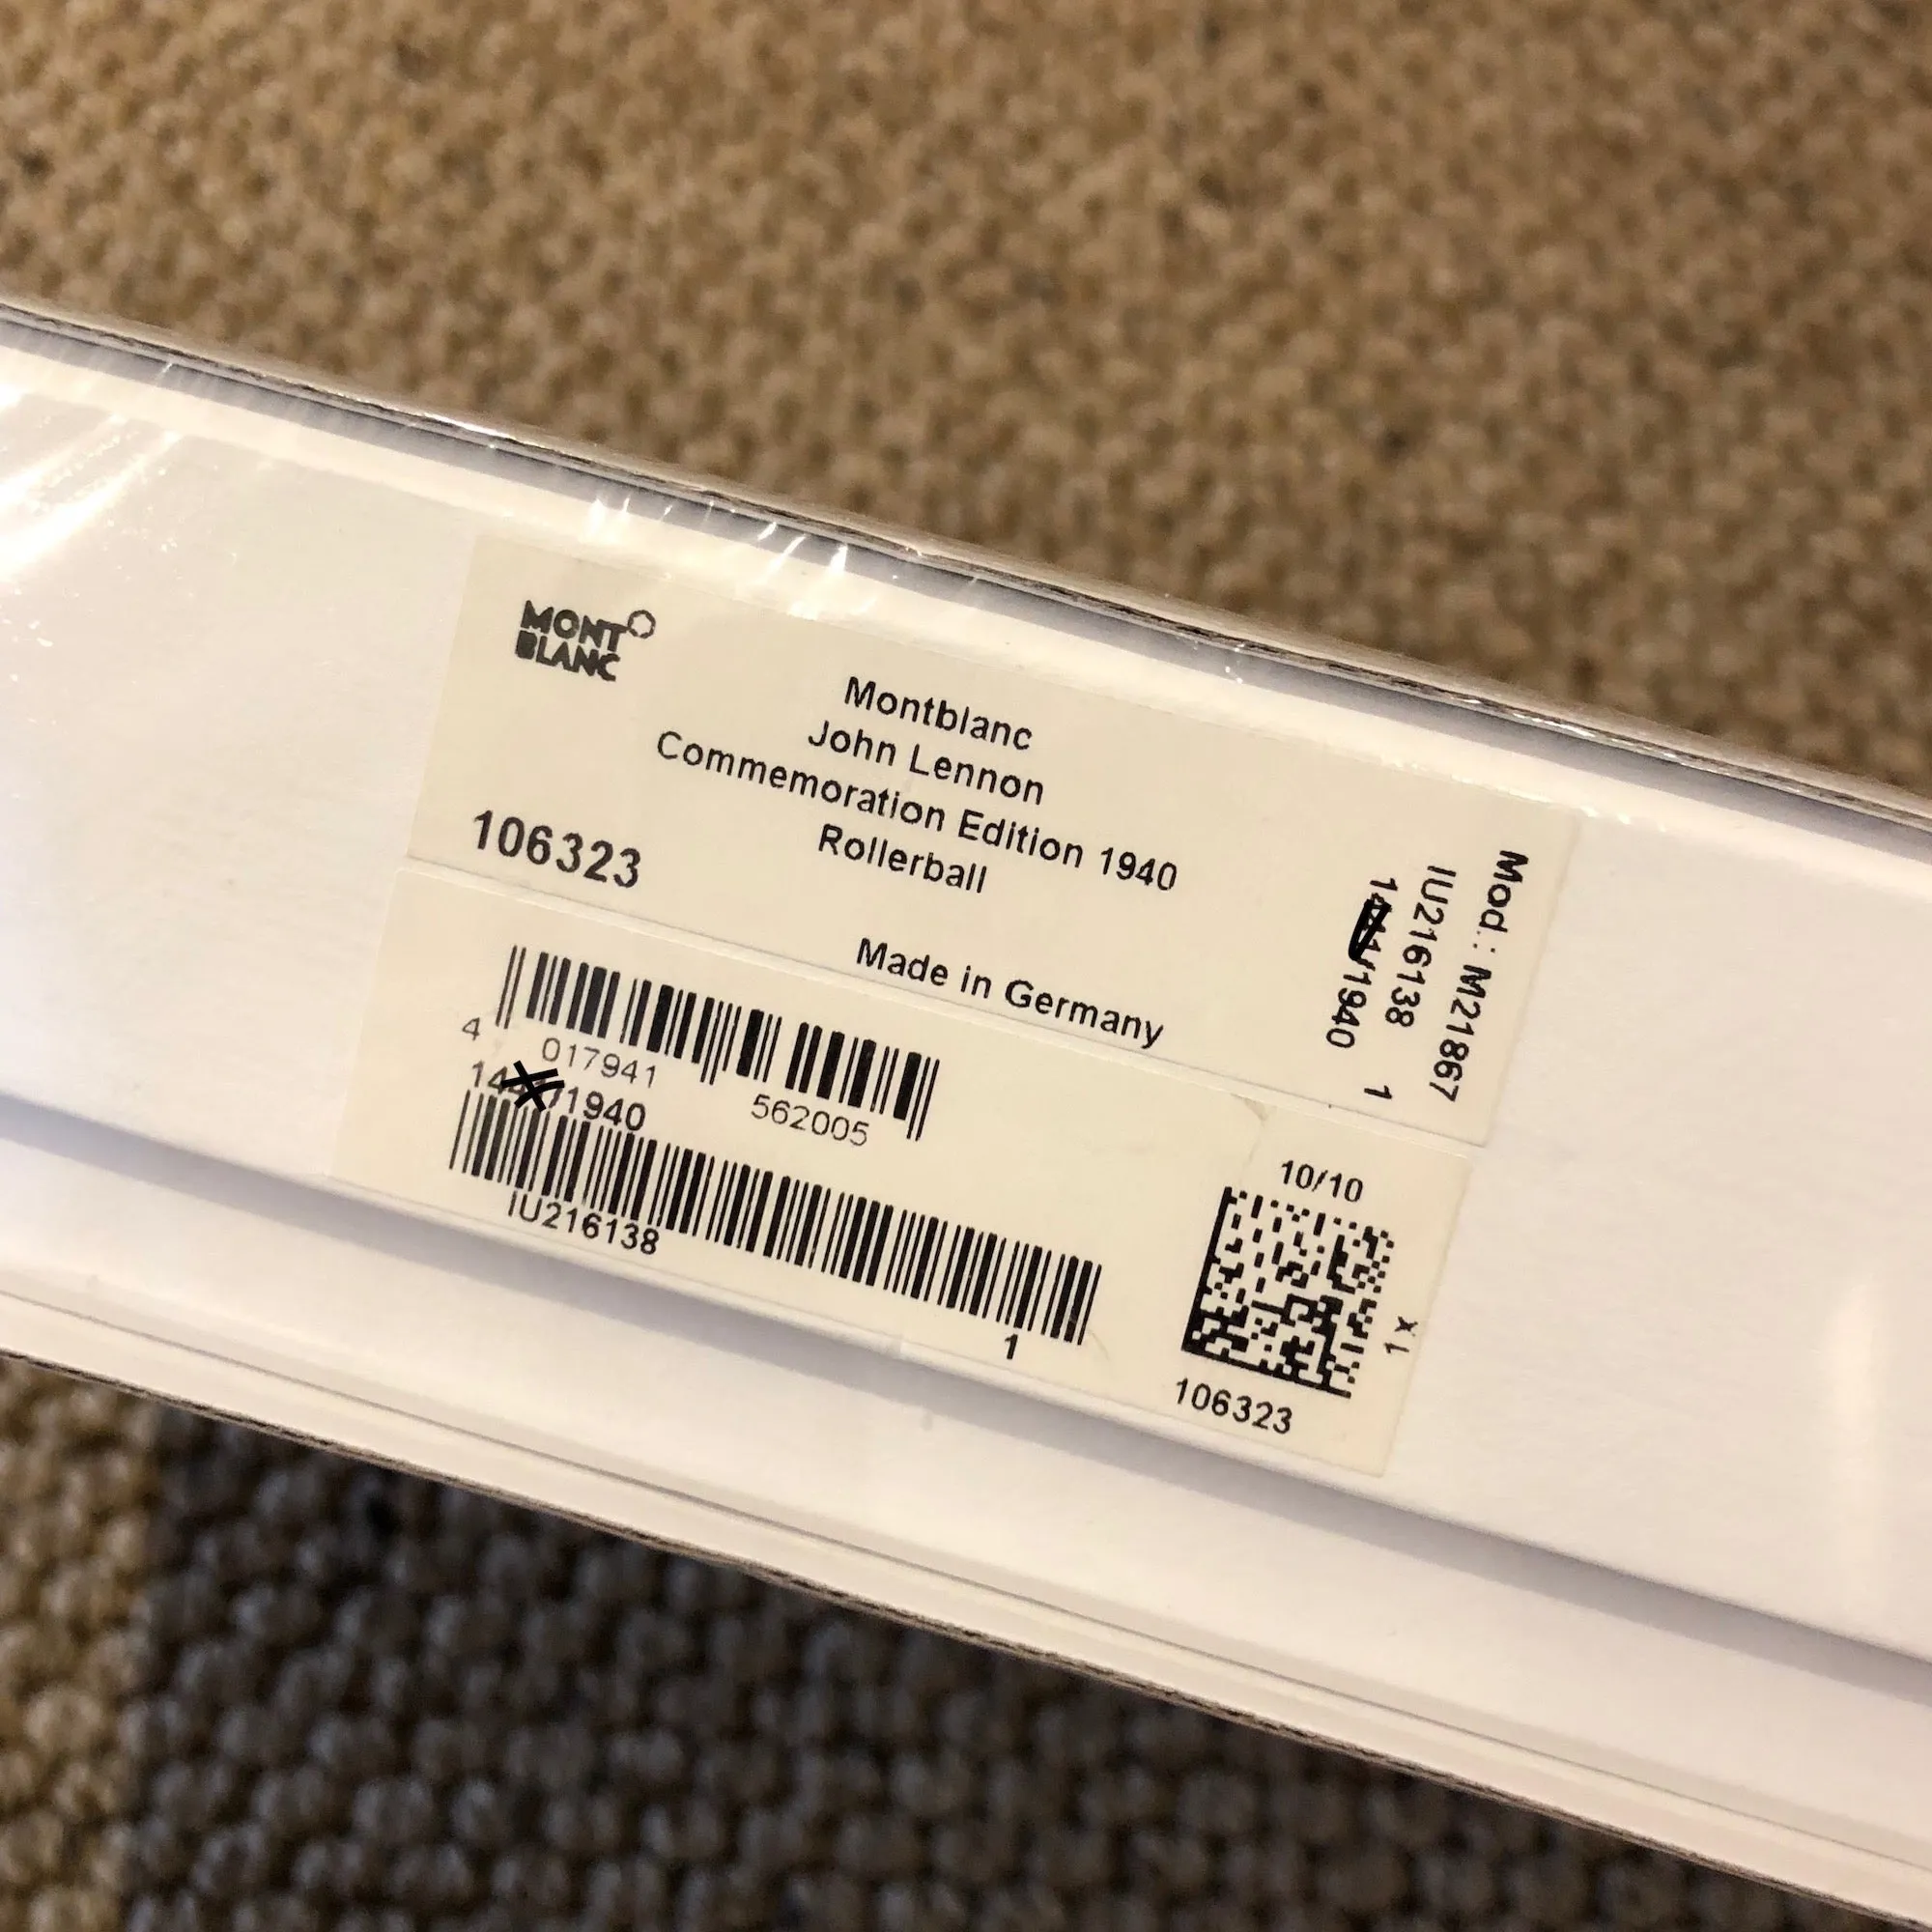 MONT
BLANC
Montblanc
John Lennon
Commemoration Edition 1940
Rollerball
106323
Made in Germany
Mod.: M21867
IU216138 1
/1940
4 017941 562005
/1940
IU216138 1
10/10
x 1
106323